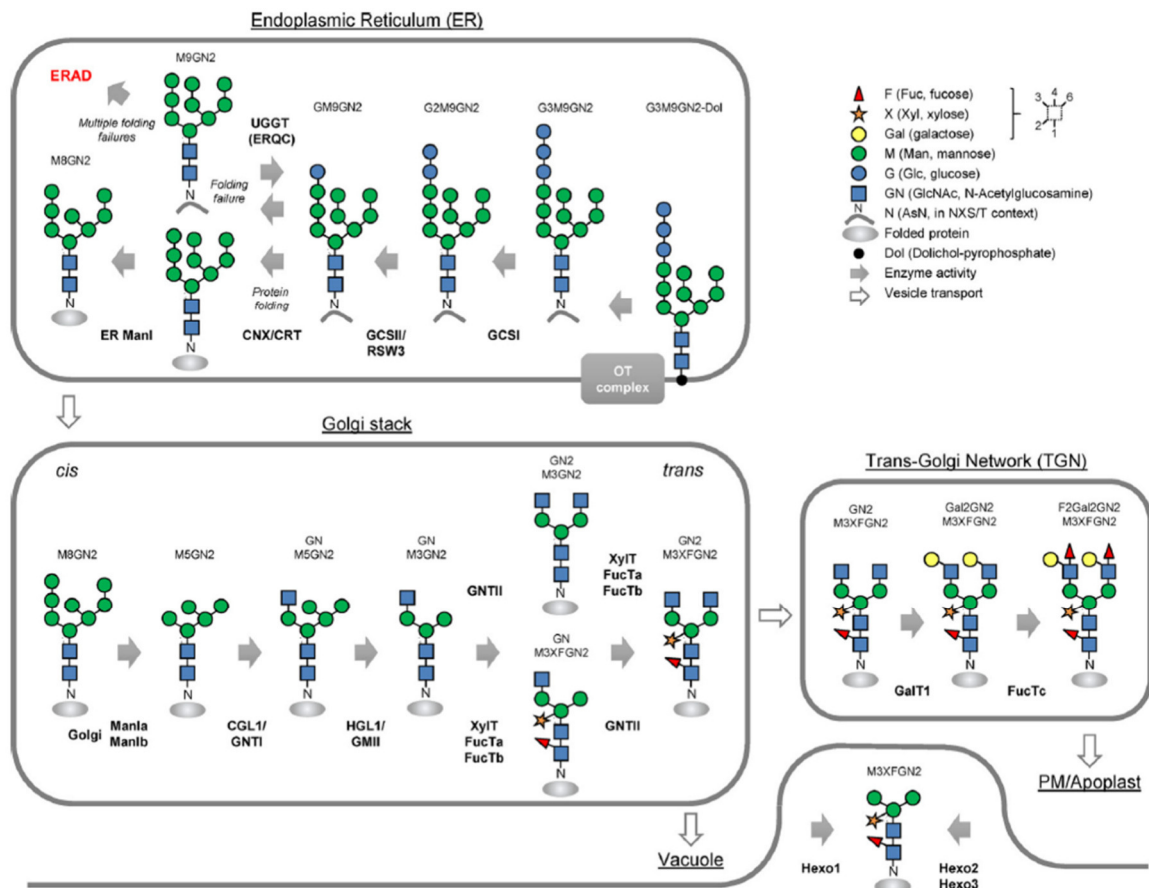 Endoplasmic Reticulum (ER)
M9GN2
ERAD
Multiple folding
failures
M8GN2
UGGT
(ERQC)
GM9GN2
G2M9GN2
G3M9GN2
G3M9GN2-Dol
Folding
failure
N
N
N
N
N
N
Protein
folding
ER ManI
CNX/CRT
GCSII/
RSW3
GCSI
OT
complex
F (Fuc, fucose)
X (Xyl, xylose)
Gal (galactose)
M (Man, mannose)
G (Glc, glucose)
GN (GlcNAc, N-Acetylglucosamine)
N
N (AsN, in NXS/T context)
Folded protein
Dol (Dolichol-pyrophosphate)
Enzyme activity
Vesicle transport
4
3
6
2
1
Golgi stack
cis
trans
M8GN2
M5GN2
GN
M5GN2
GN
M3GN2
GN2
M3GN2
GN2
M3XFGN2
GNTII
XylT
FucTa
FucTb
GN
M3XFGN2
N
N
N
N
N
N
N
Golgi
ManIa
ManIb
CGL1/
GNTI
HGL1/
GMII
XylT
FucTa
FucTb
GNTII
Trans-Golgi Network (TGN)
GN2
M3XFGN2
Gal2GN2
M3XFGN2
F2Gal2GN2
M3XFGN2
N
N
N
GalT1
FucTc
PM/Apoplast
Vacuole
M3XFGN2
N
Hexo1
Hexo2
Hexo3